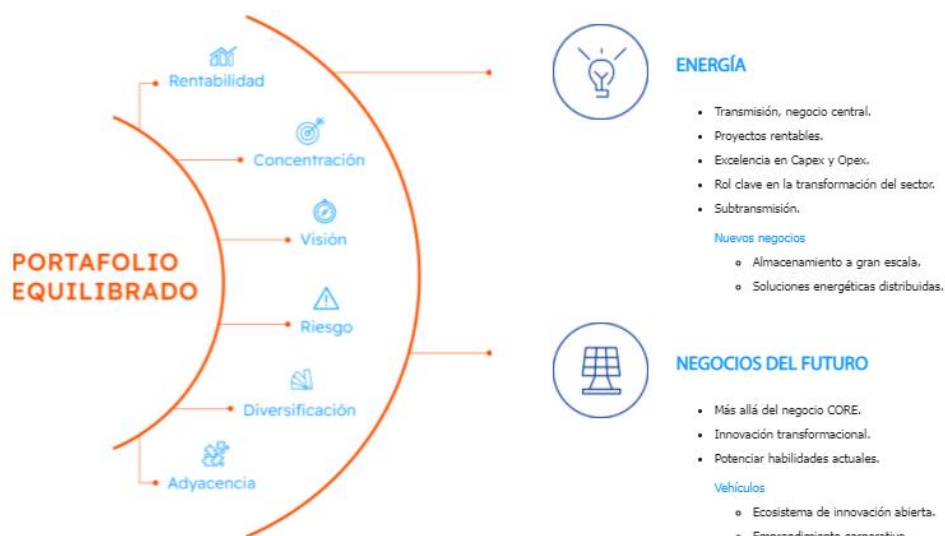 Rentabilidad
Concentración
Visión
PORTAFOLIO
EQUILIBRADO
Riesgo
Diversificación
Adyacencia
ENERGÍA
Transmisión, negocio central.
Proyectos rentables.
Excelencia en Capex y Opex.
Rol clave en la transformación del sector.
Subtransmisión.
Nuevos negocios
Almacenamiento a gran escala.
Soluciones energéticas distribuidas.
NEGOCIOS DEL FUTURO
Más allá del negocio CORE.
Innovación transformacional.
Potenciar habilidades actuales.
Vehículos
Ecosistema de innovación abierta.
Emprendimiento corporativo